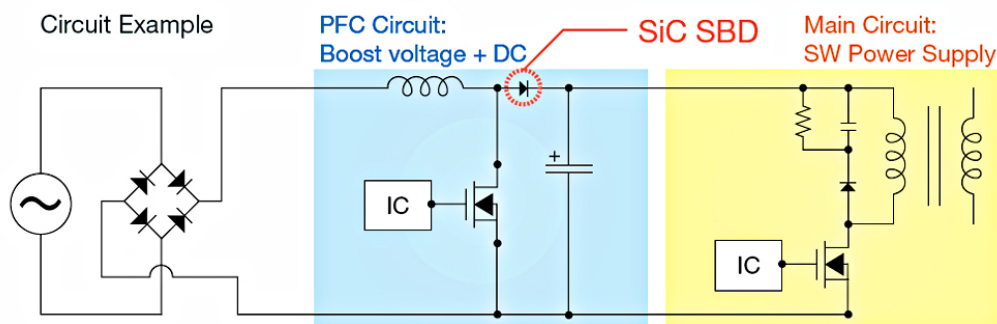 Circuit Example
PFC Circuit:
Boost voltage + DC
SiC SBD
Main Circuit:
SW Power Supply
+
IC
IC